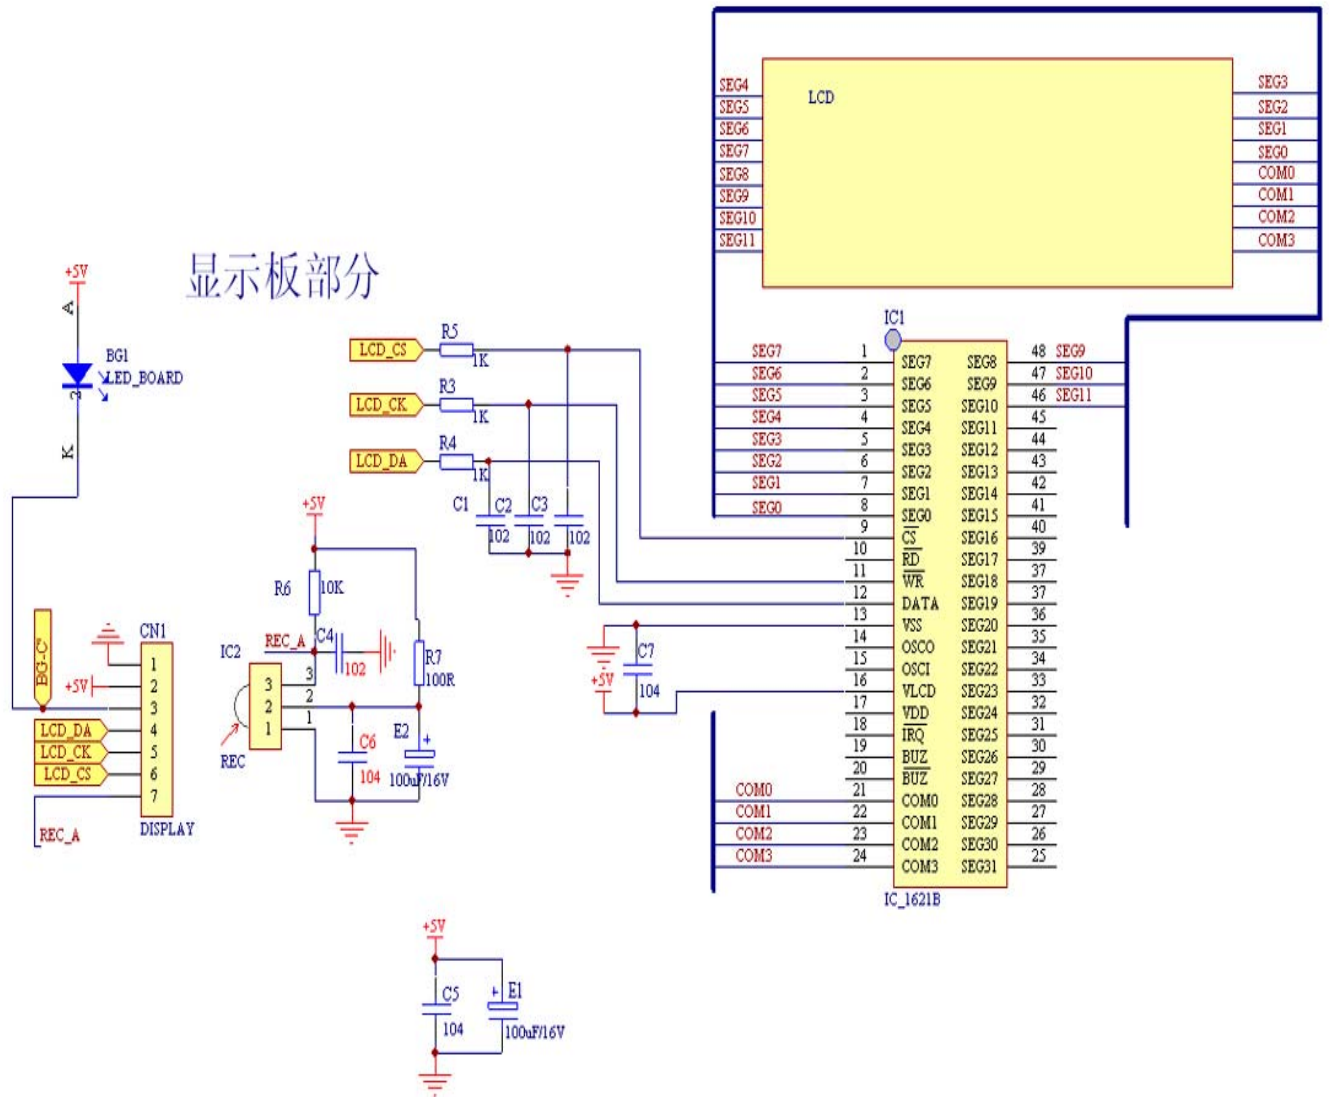 LCD
SEG4
SEG5
SEG6
SEG7
SEG8
SEG9
SEG10
SEG11
SEG3
SEG2
SEG1
SEG0
COM0
COM1
COM2
COM3
显示板部分
+5V
A
BG1
LED_BOARD
2
K
LCD_CS
R5
1K
LCD_CK
R3
1K
LCD_DA
R4
1K
C1
C2
C3
102
102
102
+5V
R6
10K
REC_A
C4
102
R7
100R
IC2
3
2
1
3
2
1
REC
C6
104
E2
+
100uF/16V
BG-C
CN1
+5V
LCD_DA
LCD_CK
LCD_CS
REC_A
1
2
3
4
5
6
7
DISPLAY
C7
104
+5V
IC1
SEG7 1 SEG7 SEG8 48 SEG9
SEG6 2 SEG6 SEG9 47 SEG10
SEG5 3 SEG5 SEG10 46 SEG11
SEG4 4 SEG4 SEG11 45
SEG3 5 SEG3 SEG12 44
SEG2 6 SEG2 SEG13 43
SEG1 7 SEG1 SEG14 42
SEG0 8 SEG0 SEG15 41
9 CS SEG16 40
10 RD SEG17 39
11 WR SEG18 37
12 DATA SEG19 37
13 VSS SEG20 36
14 OSCO SEG21 35
15 OSCI SEG22 34
16 VLCD SEG23 33
17 VDD SEG24 32
18 IRQ SEG25 31
19 BUZ SEG26 30
20 BUZ SEG27 29
COM0 21 COM0 SEG28 28
COM1 22 COM1 SEG29 27
COM2 23 COM2 SEG30 26
COM3 24 COM3 SEG31 25
IC_1621B
+5V
C5
104
+
E1
100uF/16V